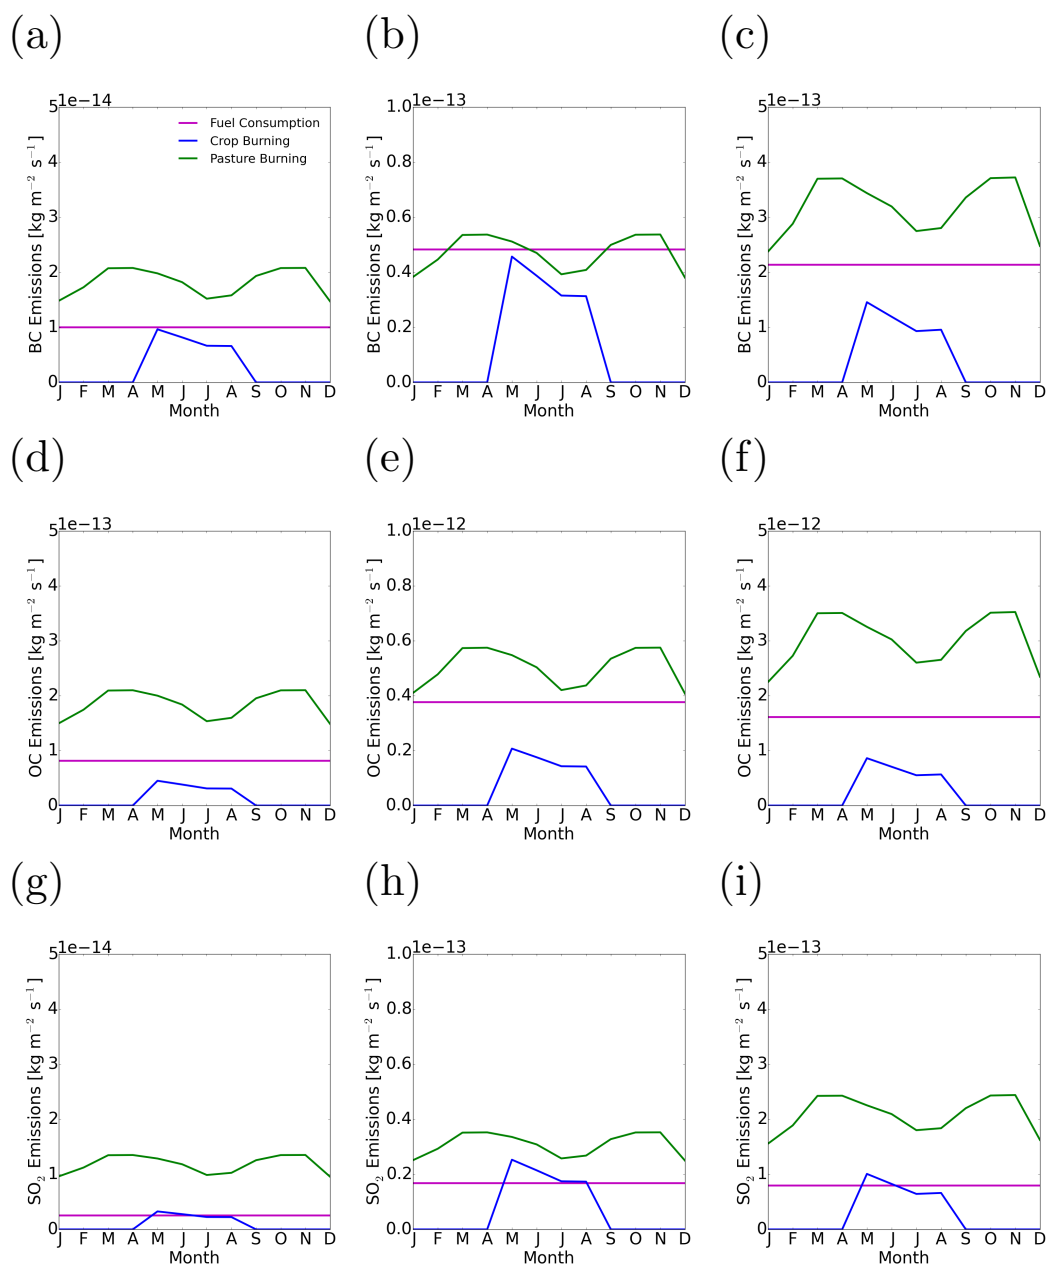 (a) (b) (c)
1e−14
5
4
3
2
1
0
BC Emissions [kg m⁻² s⁻¹]
Fuel Consumption
Crop Burning
Pasture Burning
J F M A M J J A S O N D
Month
1e−13
1.0
0.8
0.6
0.4
0.2
0.0
BC Emissions [kg m⁻² s⁻¹]
J F M A M J J A S O N D
Month
1e−13
5
4
3
2
1
0
BC Emissions [kg m⁻² s⁻¹]
J F M A M J J A S O N D
Month
(d) (e) (f)
1e−13
5
4
3
2
1
0
OC Emissions [kg m⁻² s⁻¹]
J F M A M J J A S O N D
Month
1e−12
1.0
0.8
0.6
0.4
0.2
0.0
OC Emissions [kg m⁻² s⁻¹]
J F M A M J J A S O N D
Month
1e−12
5
4
3
2
1
0
OC Emissions [kg m⁻² s⁻¹]
J F M A M J J A S O N D
Month
(g) (h) (i)
1e−14
5
4
3
2
1
0
SO₂ Emissions [kg m⁻² s⁻¹]
J F M A M J J A S O N D
Month
1e−13
1.0
0.8
0.6
0.4
0.2
0.0
SO₂ Emissions [kg m⁻² s⁻¹]
J F M A M J J A S O N D
Month
1e−13
5
4
3
2
1
0
SO₂ Emissions [kg m⁻² s⁻¹]
J F M A M J J A S O N D
Month